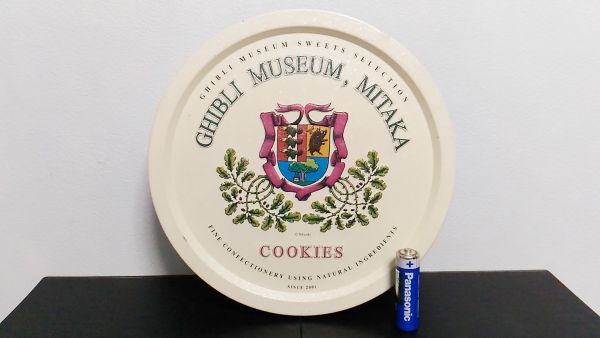 GHIBLI MUSEUM SWEETS SELECTION
GHIBLI MUSEUM, MITAKA
COOKIES
FINE CONFECTIONERY USING NATURAL INGREDIENTS
SINCE 2001
+
Panasonic